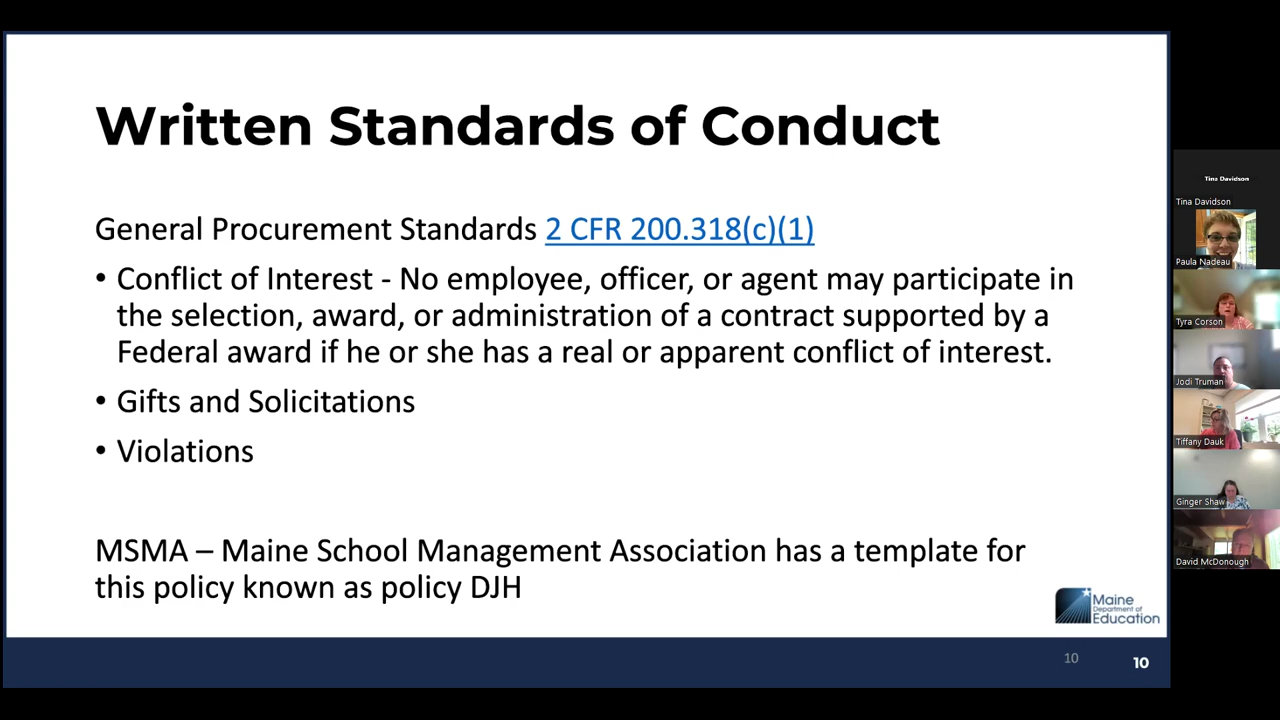 Written Standards of Conduct
General Procurement Standards 2 CFR 200.318(c)(1)
• Conflict of Interest - No employee, officer, or agent may participate in
the selection, award, or administration of a contract supported by a
Federal award if he or she has a real or apparent conflict of interest.
• Gifts and Solicitations
• Violations
MSMA – Maine School Management Association has a template for
this policy known as policy DJH
Maine
Department of
Education
10
10
Tina Davidson
Tina Davidson
Paula Nadeau
Tyra Corson
Jodi Truman
Tiffany Dauk
Ginger Shaw
David McDonough